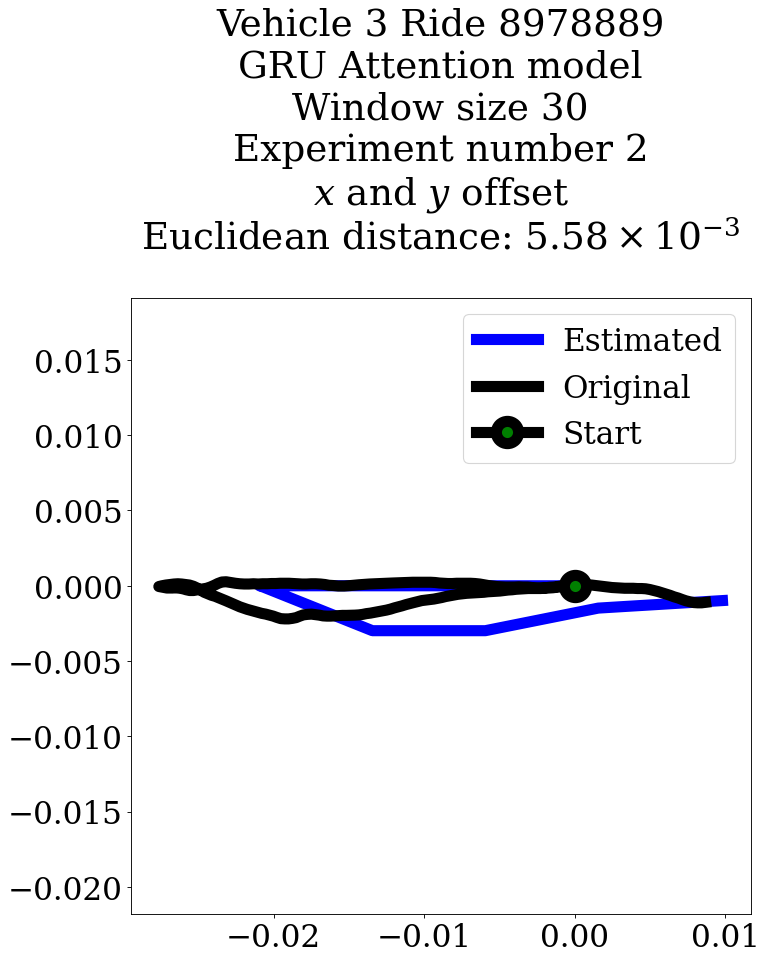 Vehicle 3 Ride 8978889
GRU Attention model
Window size 30
Experiment number 2
x and y offset
Euclidean distance: 5.58 × 10⁻³
Estimated
Original
Start
0.015
0.010
0.005
0.000
−0.005
−0.010
−0.015
−0.020
−0.02
−0.01
0.00
0.01